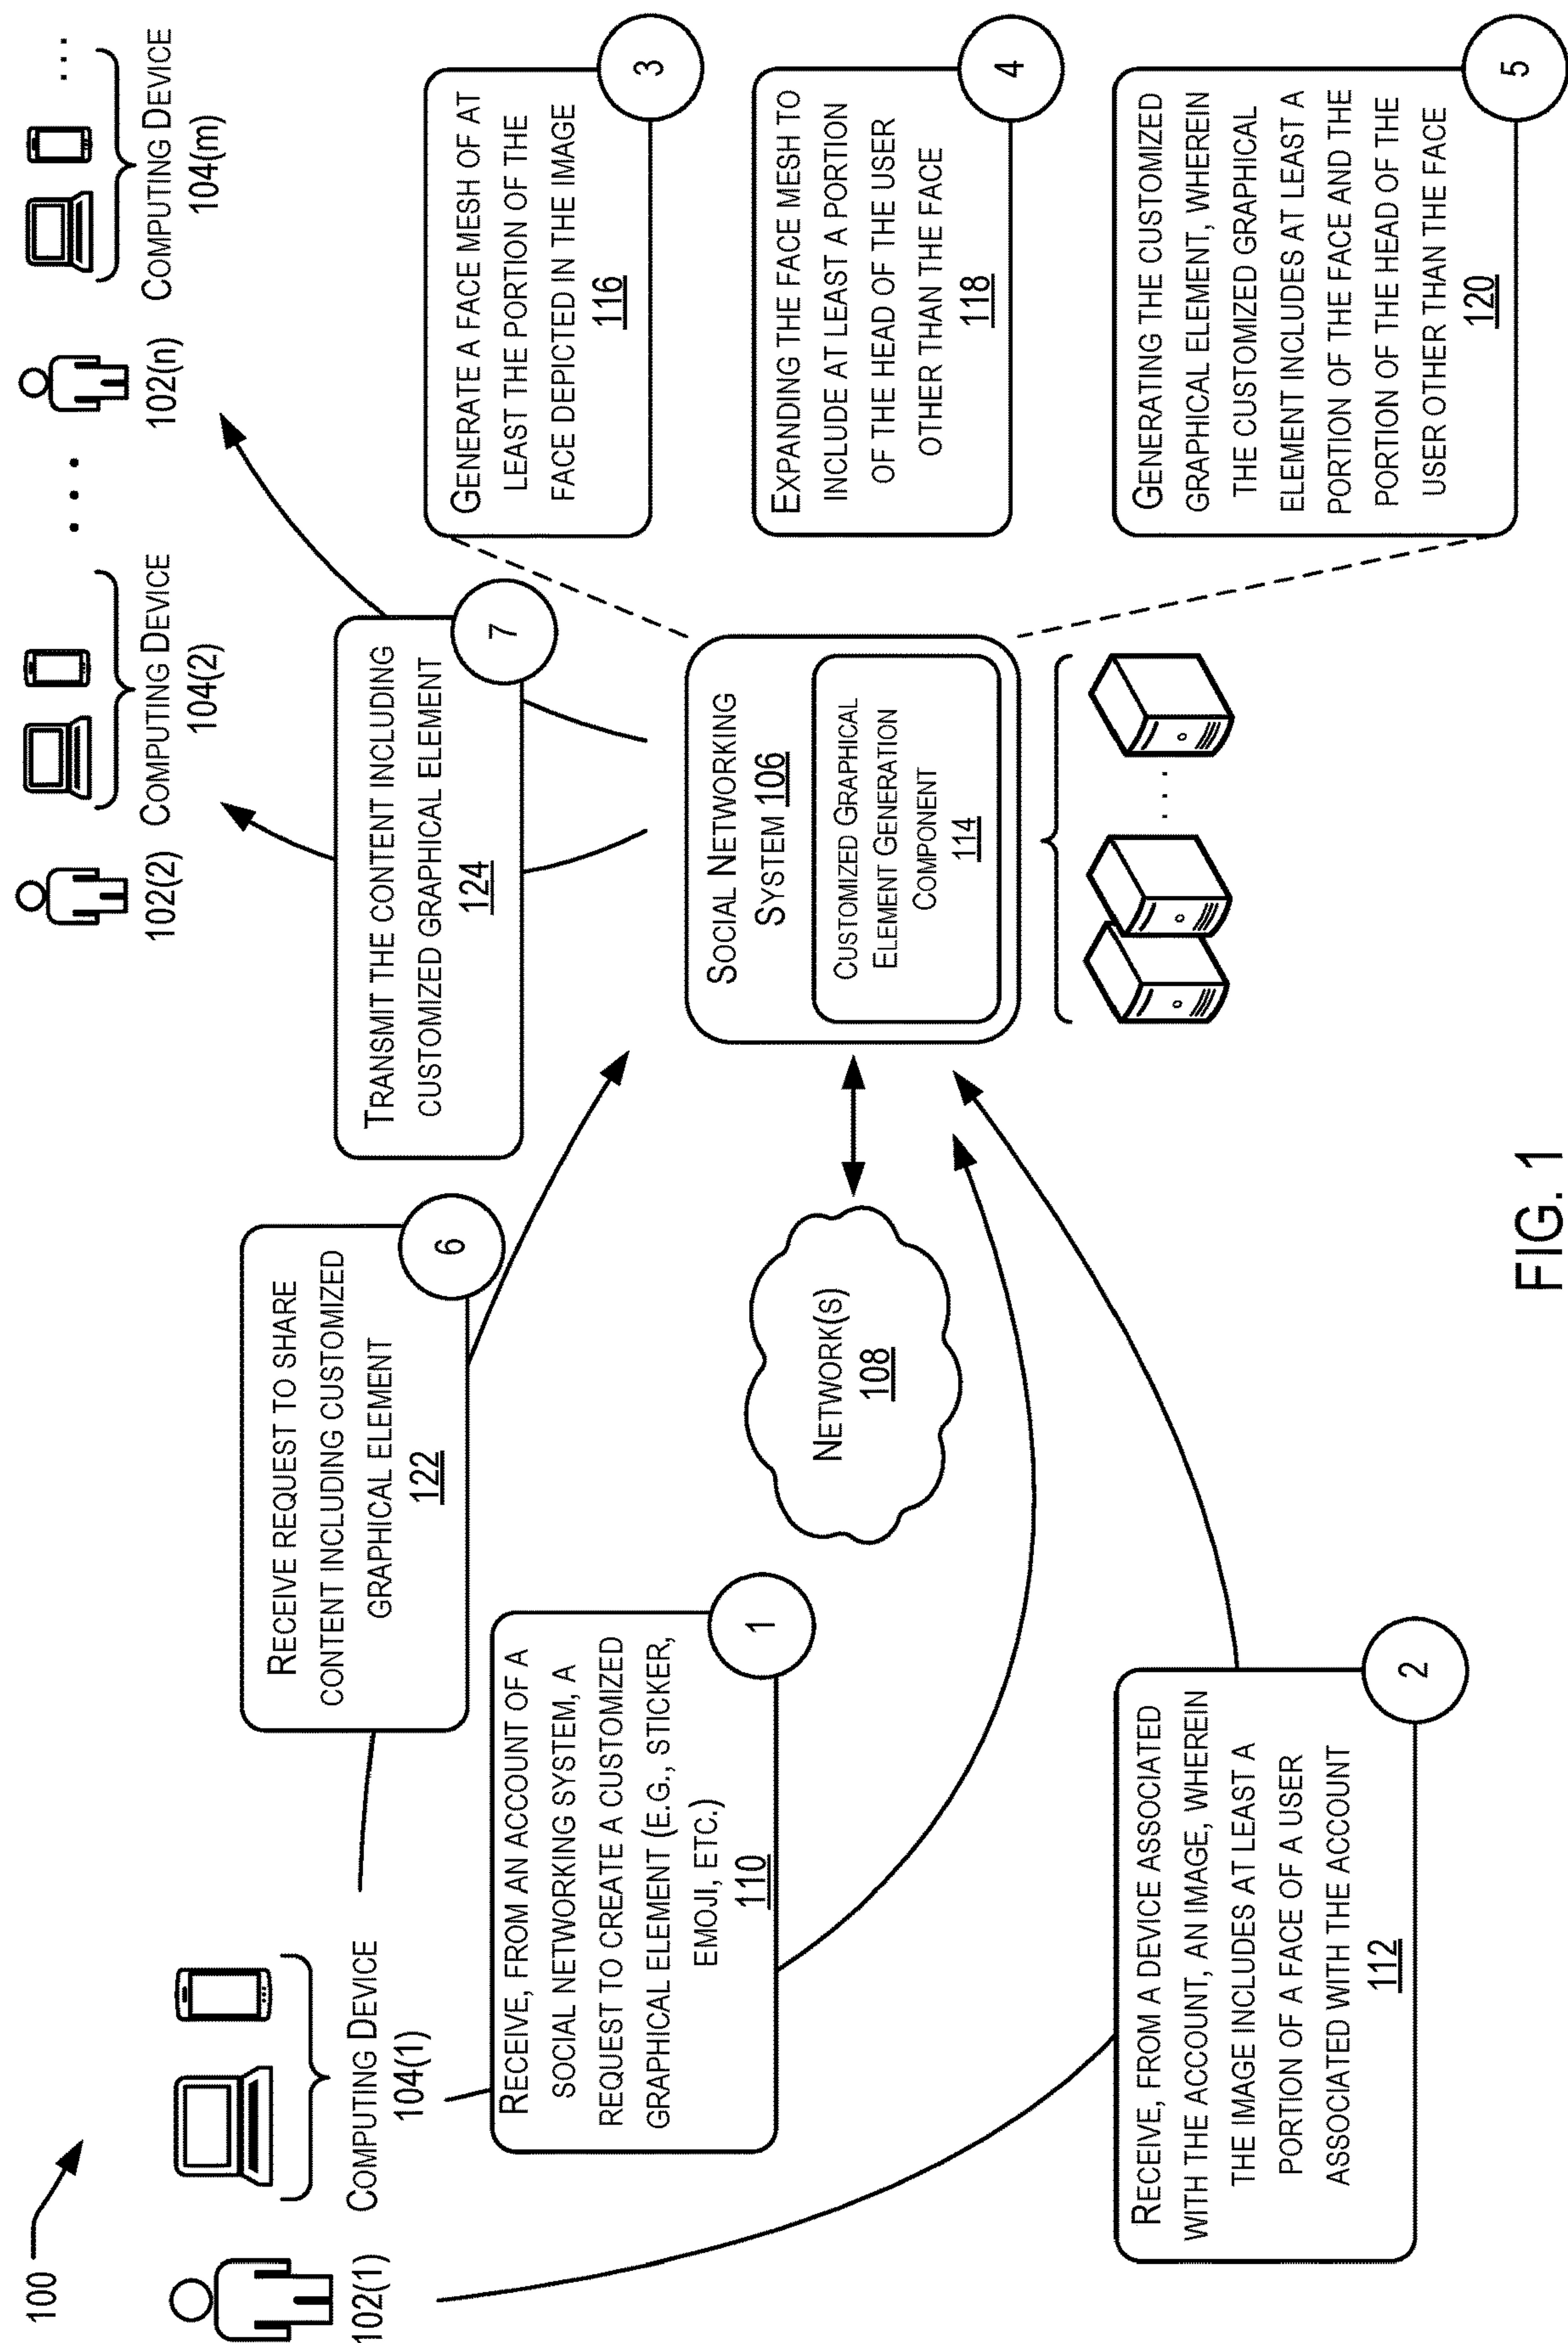 100
102(1)
COMPUTING DEVICE
104(1)
102(2)
COMPUTING DEVICE
104(2)
. . .
102(n)
COMPUTING DEVICE
104(m)
...
RECEIVE REQUEST TO SHARE
CONTENT INCLUDING CUSTOMIZED
GRAPHICAL ELEMENT
122
6
TRANSMIT THE CONTENT INCLUDING
CUSTOMIZED GRAPHICAL ELEMENT
124
7
RECEIVE, FROM AN ACCOUNT OF A
SOCIAL NETWORKING SYSTEM, A
REQUEST TO CREATE A CUSTOMIZED
GRAPHICAL ELEMENT (E.G., STICKER,
EMOJI, ETC.)
110
1
NETWORK(S)
108
SOCIAL NETWORKING
SYSTEM 106
CUSTOMIZED GRAPHICAL
ELEMENT GENERATION
COMPONENT
114
....
GENERATE A FACE MESH OF AT
LEAST THE PORTION OF THE
FACE DEPICTED IN THE IMAGE
116
3
EXPANDING THE FACE MESH TO
INCLUDE AT LEAST A PORTION
OF THE HEAD OF THE USER
OTHER THAN THE FACE
118
4
GENERATING THE CUSTOMIZED
GRAPHICAL ELEMENT, WHEREIN
THE CUSTOMIZED GRAPHICAL
ELEMENT INCLUDES AT LEAST A
PORTION OF THE FACE AND THE
PORTION OF THE HEAD OF THE
USER OTHER THAN THE FACE
120
5
RECEIVE, FROM A DEVICE ASSOCIATED
WITH THE ACCOUNT, AN IMAGE, WHEREIN
THE IMAGE INCLUDES AT LEAST A
PORTION OF A FACE OF A USER
ASSOCIATED WITH THE ACCOUNT
112
2
FIG. 1